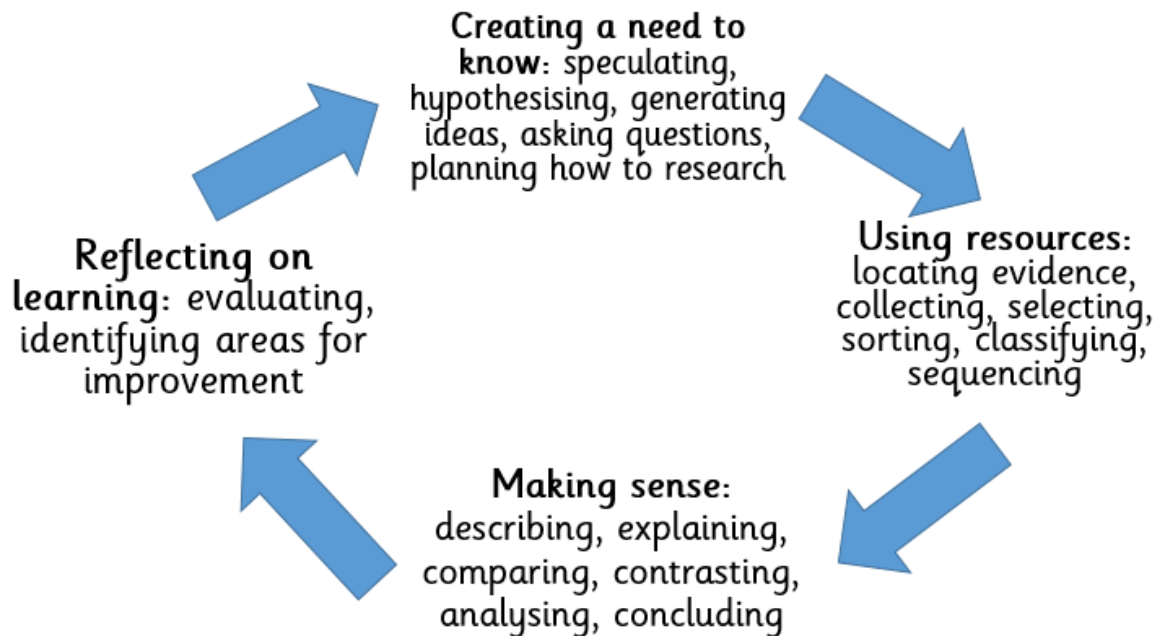 Creating a need to
know: speculating,
hypothesising, generating
ideas, asking questions,
planning how to research
Using resources:
locating evidence,
collecting, selecting,
sorting, classifying,
sequencing
Making sense:
describing, explaining,
comparing, contrasting,
analysing, concluding
Reflecting on
learning: evaluating,
identifying areas for
improvement